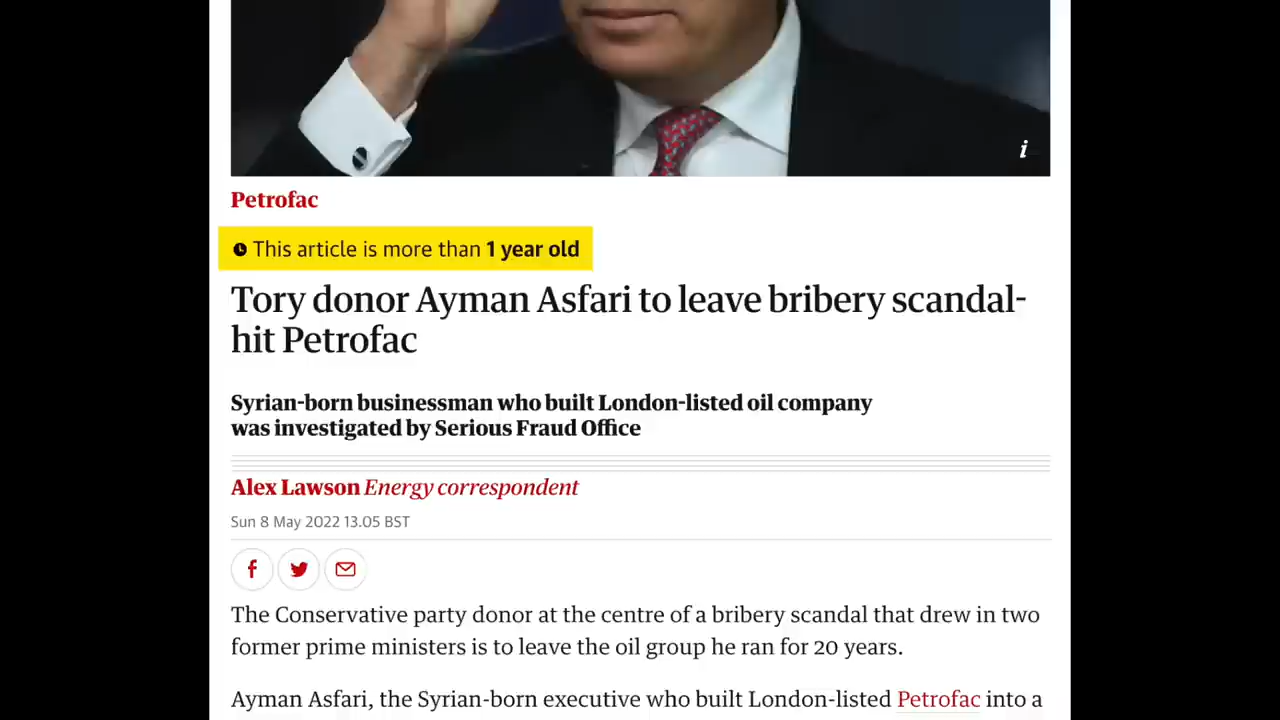 i
Petrofac
This article is more than 1 year old
Tory donor Ayman Asfari to leave bribery scandal-
hit Petrofac
Syrian-born businessman who built London-listed oil company
was investigated by Serious Fraud Office
Alex Lawson Energy correspondent
Sun 8 May 2022 13.05 BST
The Conservative party donor at the centre of a bribery scandal that drew in two
former prime ministers is to leave the oil group he ran for 20 years.
Ayman Asfari, the Syrian-born executive who built London-listed Petrofac into a